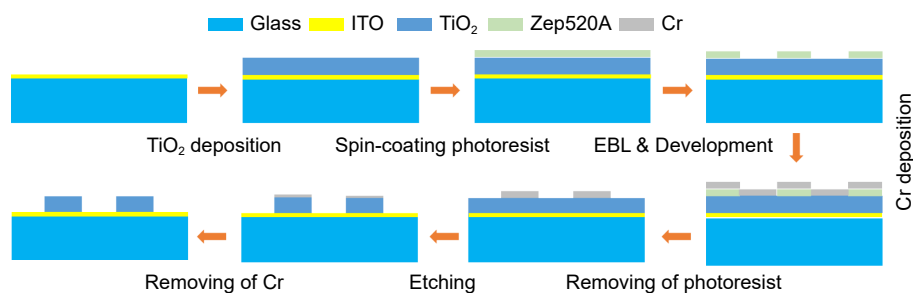 Glass ITO TiO₂ Zep520A Cr
TiO₂ deposition
Spin-coating photoresist
EBL & Development
Cr deposition
Removing of photoresist
Etching
Removing of Cr